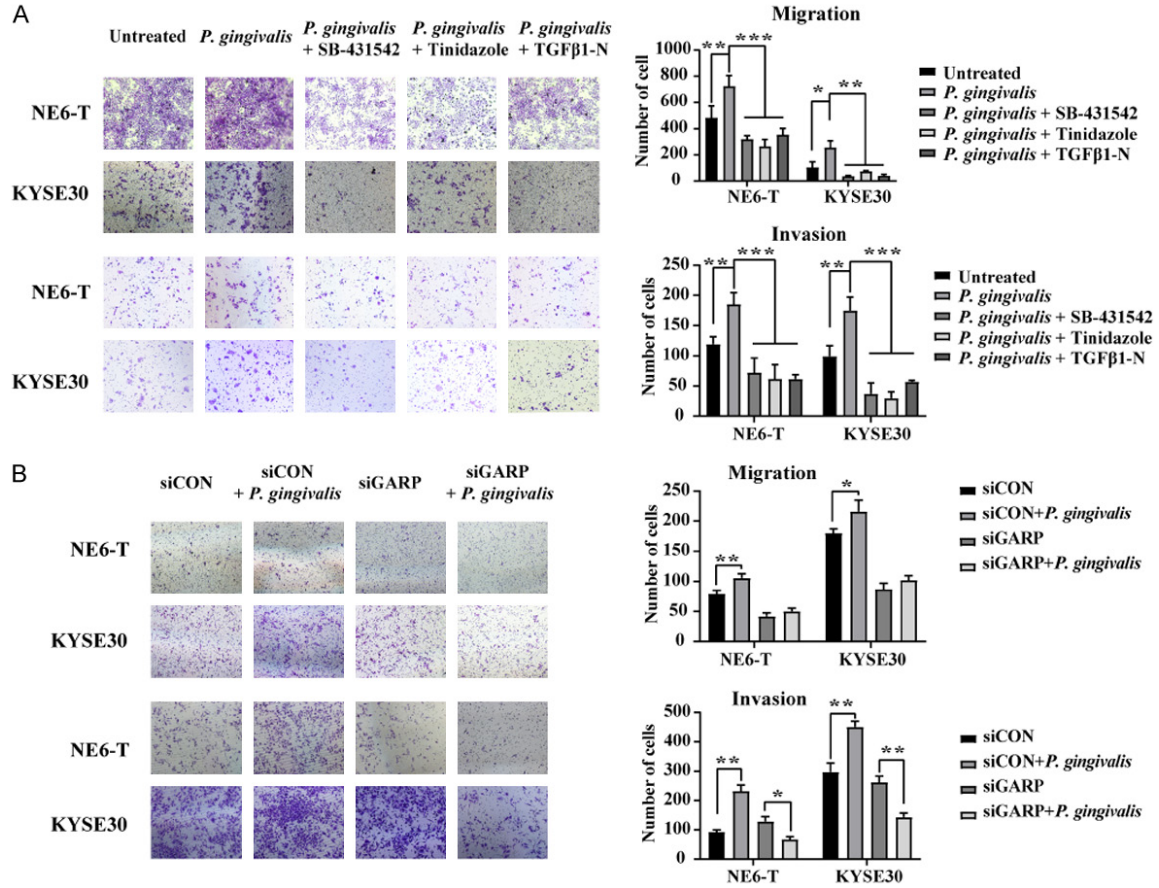 A
Untreated
P. gingivalis
P. gingivalis
+ SB-431542
P. gingivalis
+ Tinidazole
P. gingivalis
+ TGFβ1-N
NE6-T
KYSE30
NE6-T
KYSE30
Migration
Number of cell
1000
800
600
400
200
0
** *** * **
NE6-T KYSE30
Untreated
P. gingivalis
P. gingivalis + SB-431542
P. gingivalis + Tinidazole
P. gingivalis + TGFβ1-N
Invasion
Number of cells
250
200
150
100
50
0
** *** ** ***
NE6-T KYSE30
Untreated
P. gingivalis
P. gingivalis + SB-431542
P. gingivalis + Tinidazole
P. gingivalis + TGFβ1-N
B
siCON
siCON
+ P. gingivalis
siGARP
siGARP
+ P. gingivalis
NE6-T
KYSE30
NE6-T
KYSE30
Migration
Number of cells
250
200
150
100
50
0
** *
NE6-T KYSE30
siCON
siCON+P. gingivalis
siGARP
siGARP+P. gingivalis
Invasion
Number of cells
500
400
300
200
100
0
** * ** **
NE6-T KYSE30
siCON
siCON+P. gingivalis
siGARP
siGARP+P. gingivalis